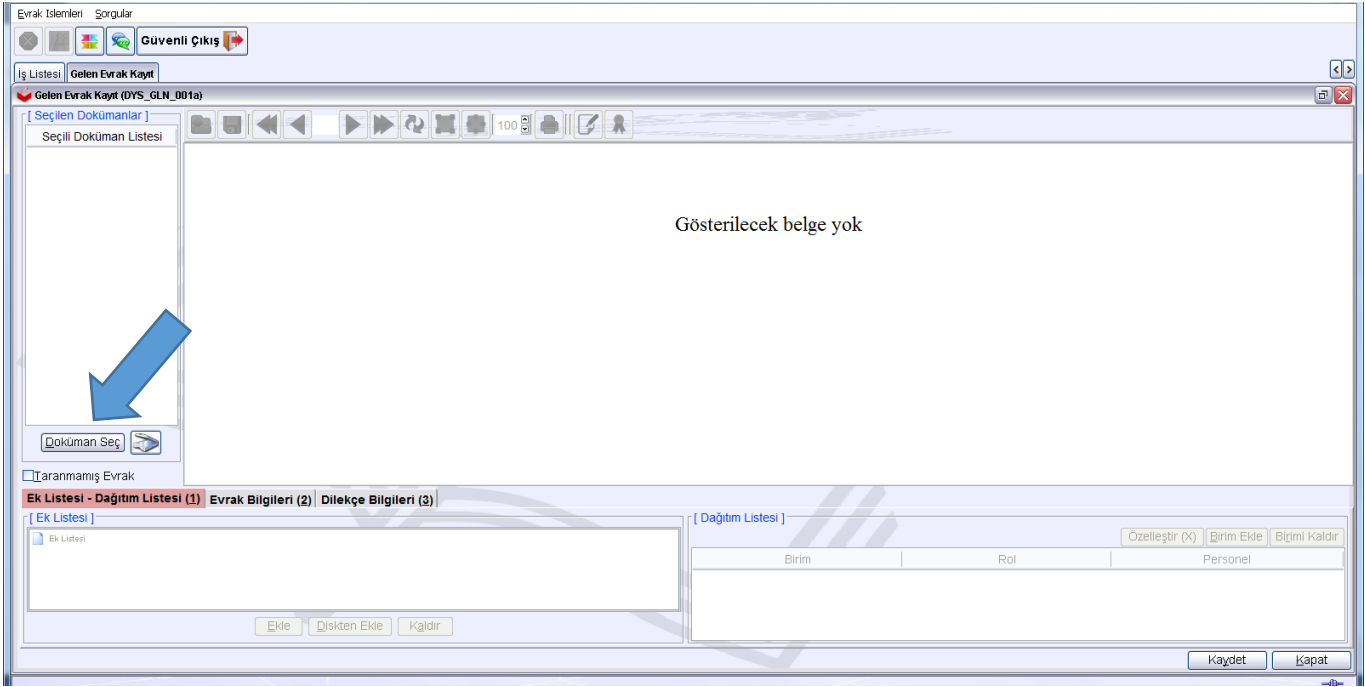 Evrak Islemleri Sorgular
Güvenli Çıkış
İş Listesi Gelen Evrak Kayıt
Gelen Evrak Kayıt (DYS_GLN_001a)
[ Seçilen Dokümanlar ]
Seçili Doküman Listesi
100
Gösterilecek belge yok
Doküman Seç
Taranmamış Evrak
Ek Listesi - Dağıtım Listesi (1) Evrak Bilgileri (2) Dilekçe Bilgileri (3)
[ Ek Listesi ]
Ek Listesi
Ekle Diskten Ekle Kaldır
[ Dağıtım Listesi ]
Özelleştir (X) Birim Ekle Birimi Kaldır
Birim Rol Personel
Kaydet Kapat